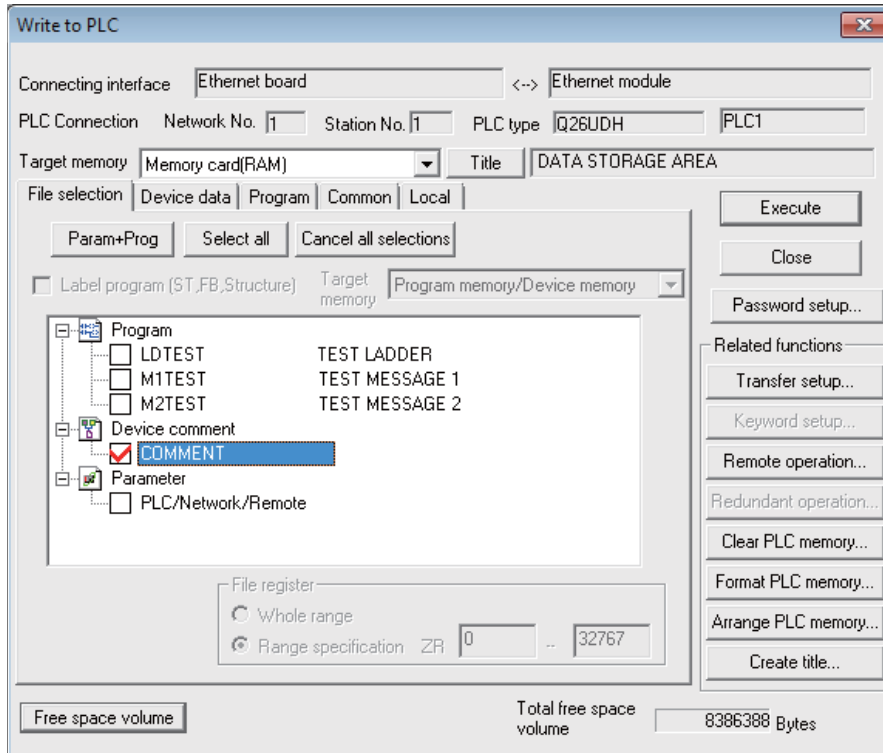 Write to PLC
Connecting interface Ethernet board <--> Ethernet module
PLC Connection Network No. 1 Station No. 1 PLC type Q26UDH PLC1
Target memory Memory card(RAM) Title DATA STORAGE AREA
File selection Device data Program Common Local
Execute
Param+Prog Select all Cancel all selections
Close
Label program (ST,FB,Structure) Target memory Program memory/Device memory
Password setup...
Program
LDTEST TEST LADDER
M1TEST TEST MESSAGE 1
M2TEST TEST MESSAGE 2
Device comment
COMMENT
Parameter
PLC/Network/Remote
Related functions
Transfer setup...
Keyword setup...
Remote operation...
Redundant operation...
Clear PLC memory...
Format PLC memory...
Arrange PLC memory...
Create title...
File register
Whole range
Range specification ZR 0 -- 32767
Free space volume
Total free space volume 8386388 Bytes